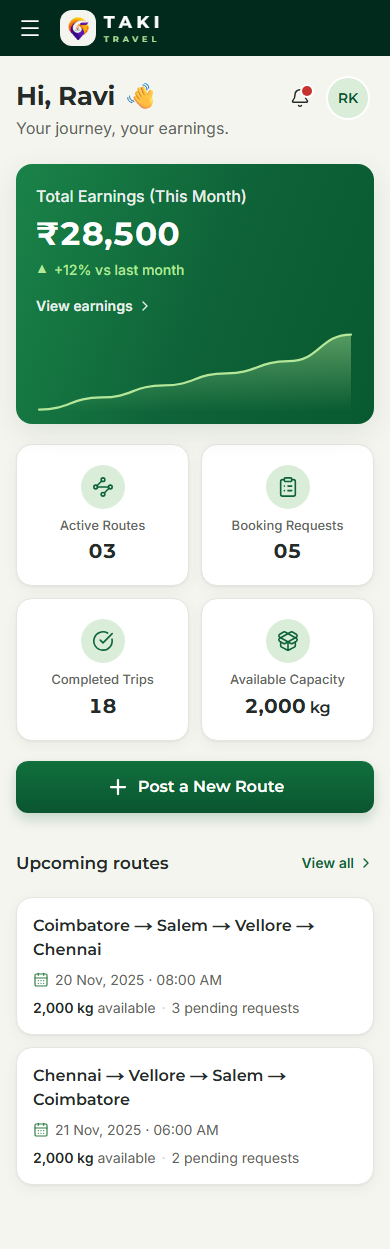 TAKI
TRAVEL
Hi, Ravi 👋
RK
Your journey, your earnings.
Total Earnings (This Month)
₹28,500
▲ +12% vs last month
View earnings >
Active Routes
03
Booking Requests
05
Completed Trips
18
Available Capacity
2,000 kg
+ Post a New Route
Upcoming routes
View all >
Coimbatore → Salem → Vellore →
Chennai
20 Nov, 2025 · 08:00 AM
2,000 kg available · 3 pending requests
Chennai → Vellore → Salem →
Coimbatore
21 Nov, 2025 · 06:00 AM
2,000 kg available · 2 pending requests